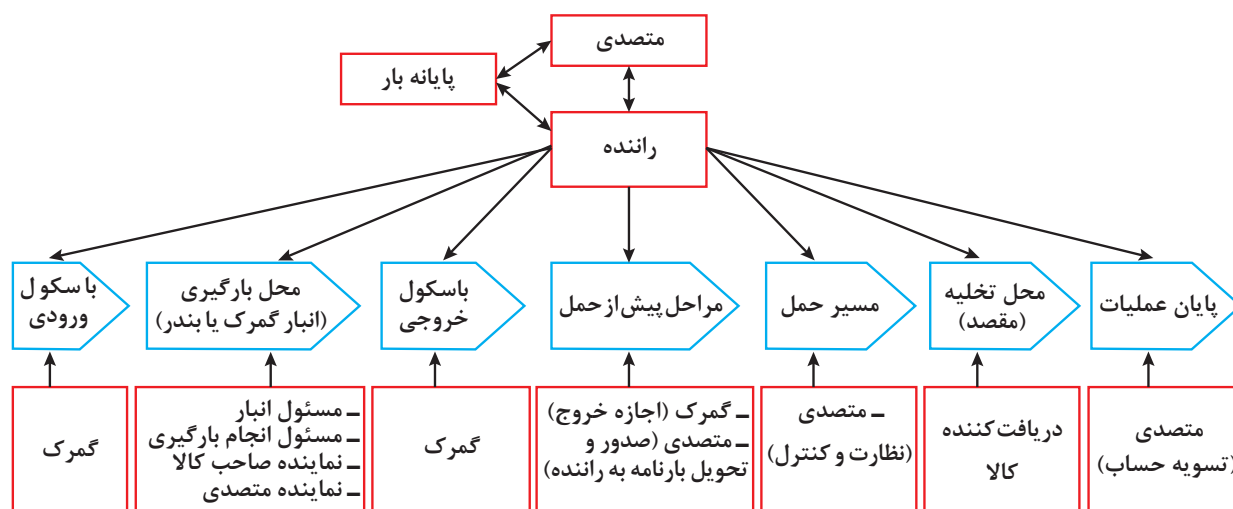 متصدی
پایانه بار
راننده
باسکول
ورودی
محل بارگیری
(انبار گمرک یا بندر)
باسکول
خروجی
مراحل پیش از حمل
مسیر حمل
محل تخلیه
(مقصد)
پایان عملیات
گمرک
ـ مسئول انبار
ـ مسئول انجام بارگیری
ـ نماینده صاحب کالا
ـ نماینده متصدی
گمرک
ـ گمرک (اجازه خروج)
ـ متصدی (صدور و
تحویل بارنامه به راننده)
ـ متصدی
(نظارت و کنترل)
دریافت‌کننده
کالا
متصدی
(تسویه حساب)